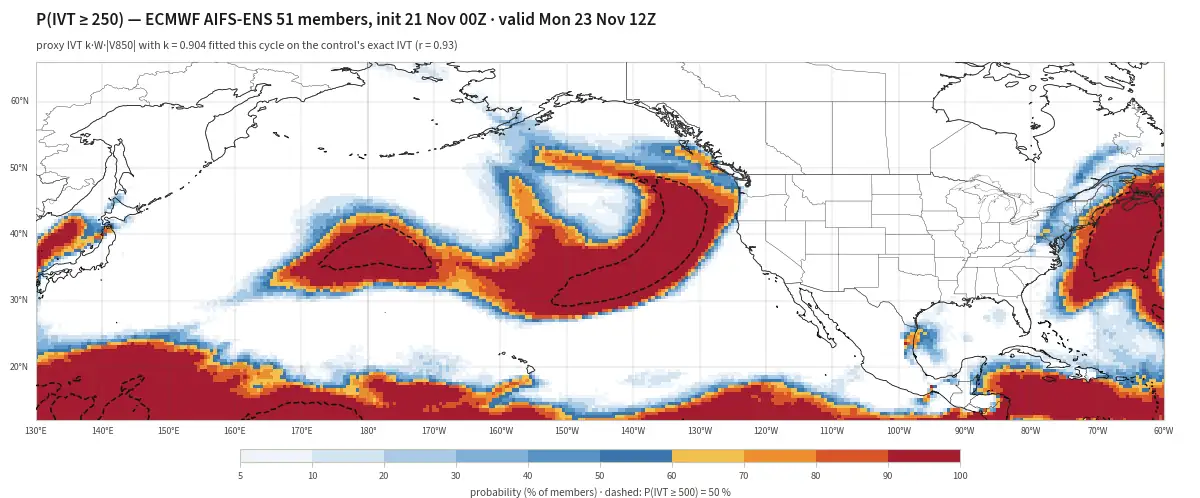 P(IVT ≥ 250) — ECMWF AIFS-ENS 51 members, init 21 Nov 00Z · valid Mon 23 Nov 12Z
proxy IVT k·W·|V850| with k = 0.904 fitted this cycle on the control's exact IVT (r = 0.93)
60°N
50°N
40°N
30°N
20°N
130°E 140°E 150°E 160°E 170°E 180° 170°W 160°W 150°W 140°W 130°W 120°W 110°W 100°W 90°W 80°W 70°W 60°W
5 10 20 30 40 50 60 70 80 90 100
probability (% of members) · dashed: P(IVT ≥ 500) = 50 %